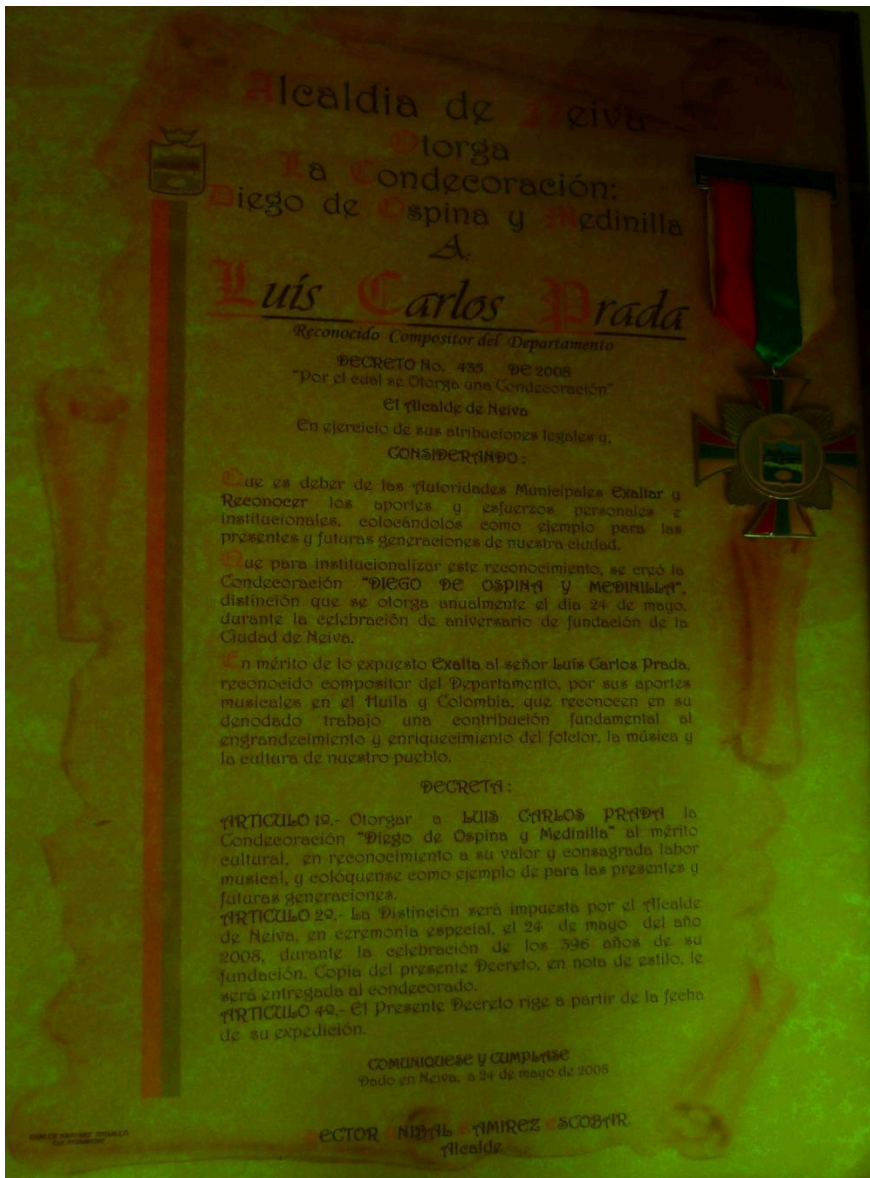 Alcaldia de Neiva
Otorga
La Condecoración:
Diego de Ospina y Medinilla
A
Luís Carlos Prada
Reconocido Compositor del Departamento
DECRETO No. 435 DE 2008
"Por el cual se Otorga una Condecoración"
El Alcalde de Neiva
En ejercicio de sus atribuciones legales y,
CONSIDERANDO:
Que es deber de las Autoridades Municipales Exaltar y
Reconocer los aportes y esfuerzos personales e
institucionales, colocándolos como ejemplo para las
presentes y futuras generaciones de nuestra ciudad.
Que para institucionalizar este reconocimiento, se creó la
Condecoración "DIEGO DE OSPINA Y MEDINILLA",
distinción que se otorga anualmente el día 24 de mayo,
durante la celebración de aniversario de fundación de la
Ciudad de Neiva.
En mérito de lo expuesto Exalta al señor Luís Carlos Prada,
reconocido compositor del Departamento, por sus aportes
musicales en el Huila y Colombia, que reconocen en su
denodado trabajo una contribución fundamental al
engrandecimiento y enriquecimiento del folclor, la música y
la cultura de nuestro pueblo.
DECRETA:
ARTICULO 1º.- Otorgar a LUIS CARLOS PRADA la
Condecoración "Diego de Ospina y Medinilla" al mérito
cultural, en reconocimiento a su valor y consagrada labor
musical, y colóquense como ejemplo de para las presentes y
futuras generaciones.
ARTICULO 2º.- La Distinción será impuesta por el Alcalde
de Neiva, en ceremonia especial, el 24 de mayo del año
2008, durante la celebración de los 396 años de su
fundación. Copia del presente Decreto, en nota de estilo, le
será entregada al condecorado.
ARTICULO 4º.- El Presente Decreto rige a partir de la fecha
de su expedición.
COMUNIQUESE Y CUMPLASE
Dado en Neiva, a 24 de mayo de 2008
HECTOR ANIBAL RAMIREZ ESCOBAR
Alcalde